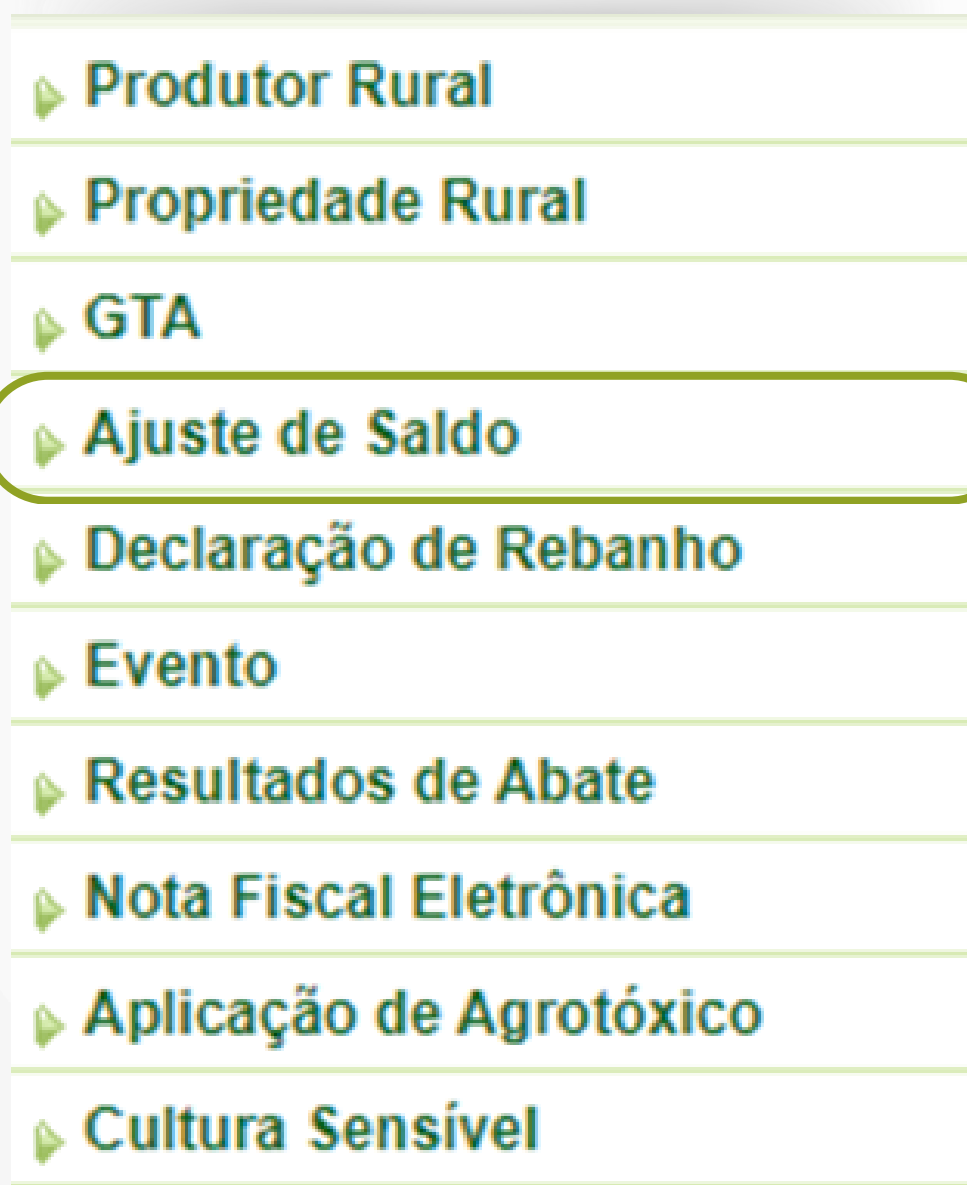 Produtor Rural
Propriedade Rural
GTA
Ajuste de Saldo
Declaração de Rebanho
Evento
Resultados de Abate
Nota Fiscal Eletrônica
Aplicação de Agrotóxico
Cultura Sensível